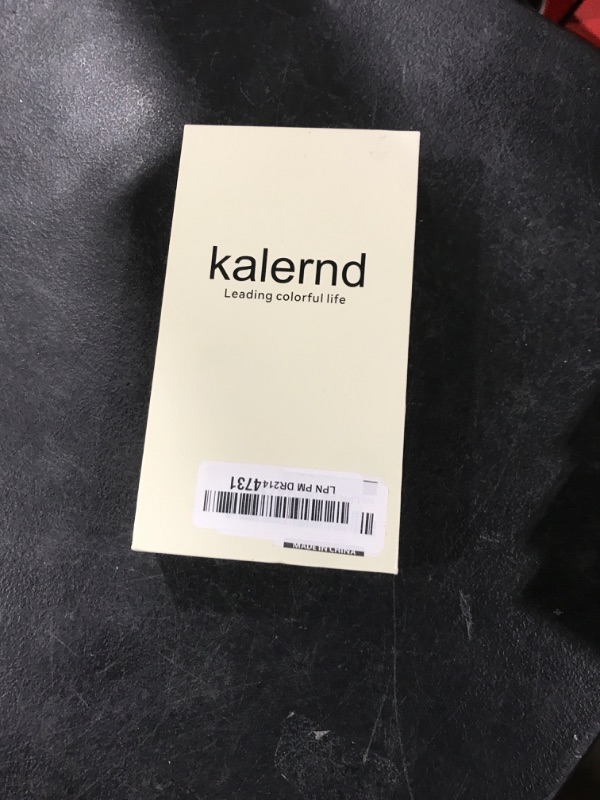 kalernd
Leading colorful life
LPN PM DR2144731
MADE IN CHINA